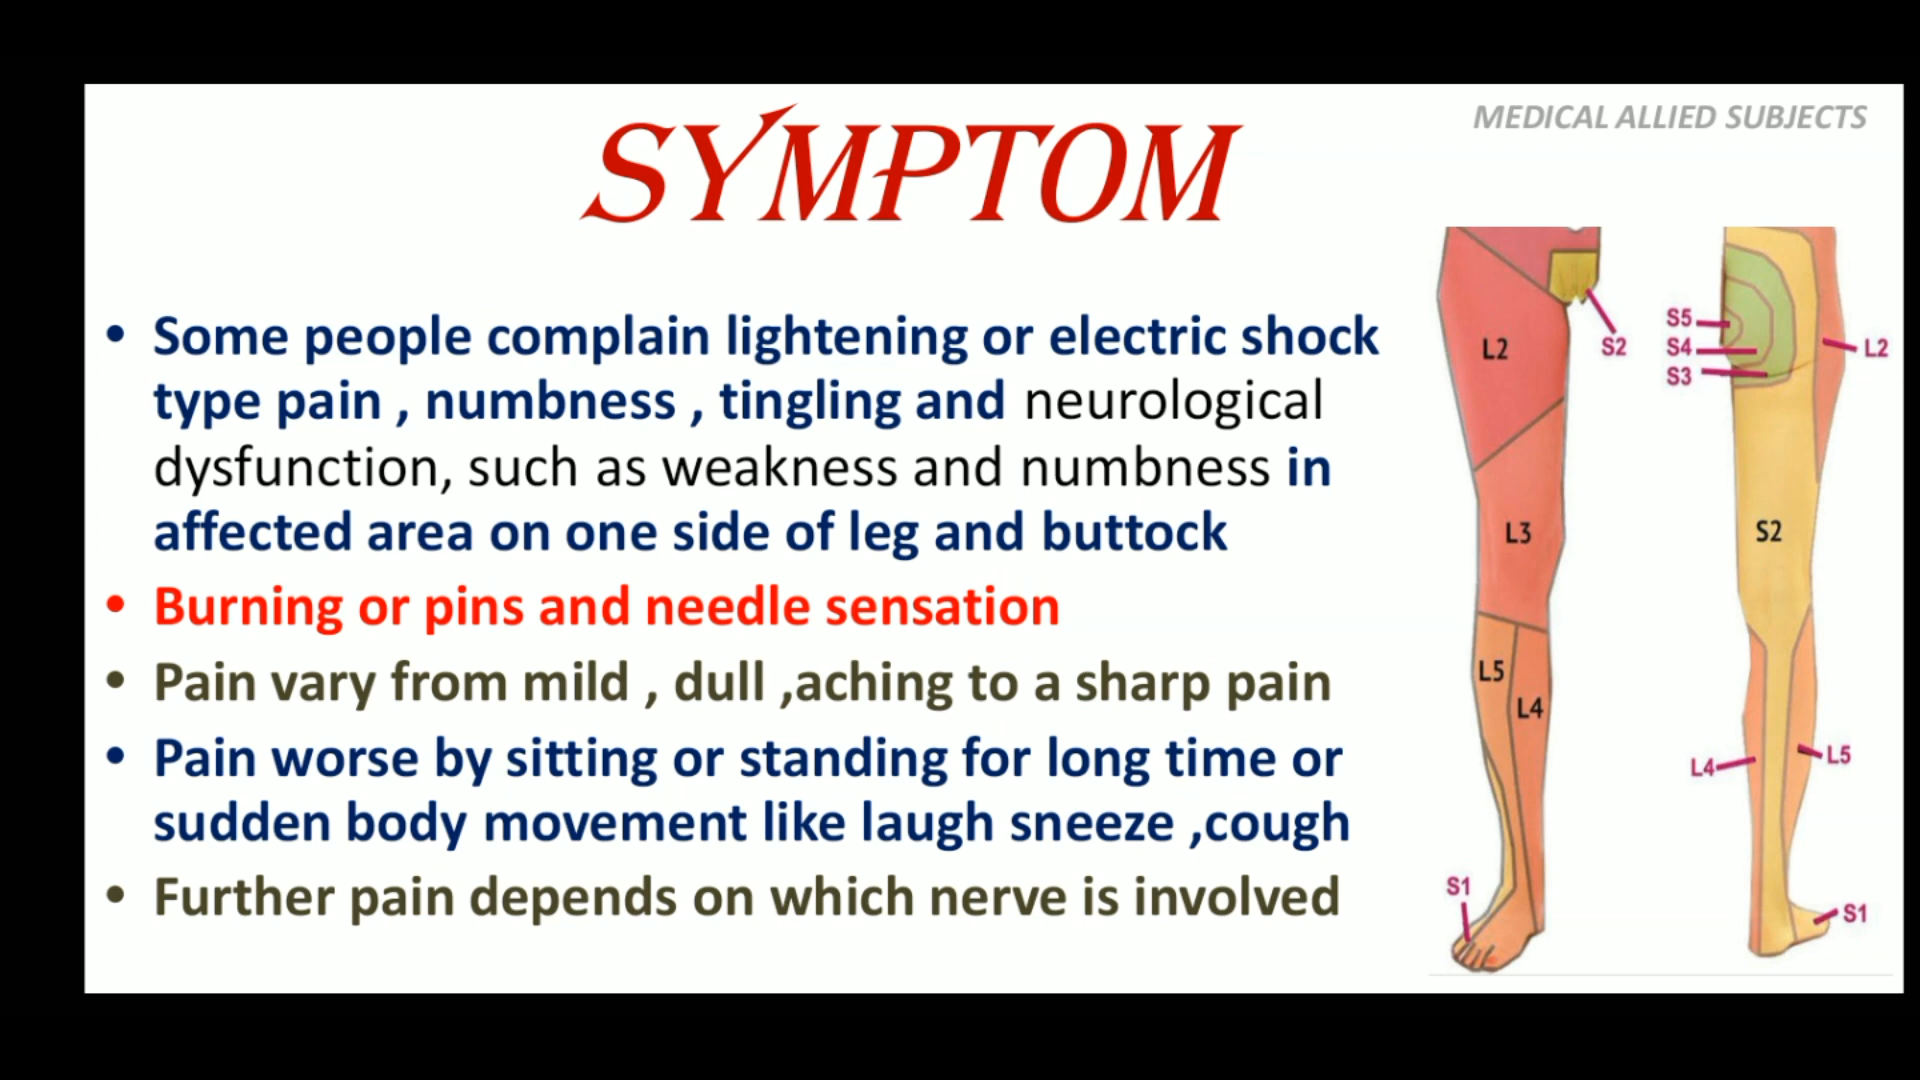 MEDICAL ALLIED SUBJECTS
SYMPTOM
• Some people complain lightening or electric shock
type pain , numbness , tingling and neurological
dysfunction, such as weakness and numbness in
affected area on one side of leg and buttock
• Burning or pins and needle sensation
• Pain vary from mild , dull ,aching to a sharp pain
• Pain worse by sitting or standing for long time or
sudden body movement like laugh sneeze ,cough
• Further pain depends on which nerve is involved
L2
S2
L3
L5
L4
S1
S5
S4
S3
L2
S2
L4
L5
S1